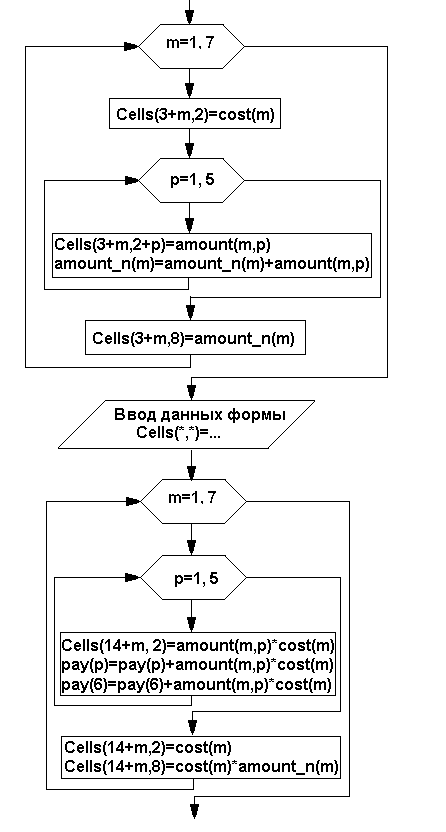 m=1, 7
Cells(3+m,2)=cost(m)
p=1, 5
Cells(3+m,2+p)=amount(m,p)
amount_n(m)=amount_n(m)+amount(m,p)
Cells(3+m,8)=amount_n(m)
Ввод данных формы
Cells(*,*)=...
m=1, 7
p=1, 5
Cells(14+m, 2)=amount(m,p)*cost(m)
pay(p)=pay(p)+amount(m,p)*cost(m)
pay(6)=pay(6)+amount(m,p)*cost(m)
Cells(14+m,2)=cost(m)
Cells(14+m,8)=cost(m)*amount_n(m)